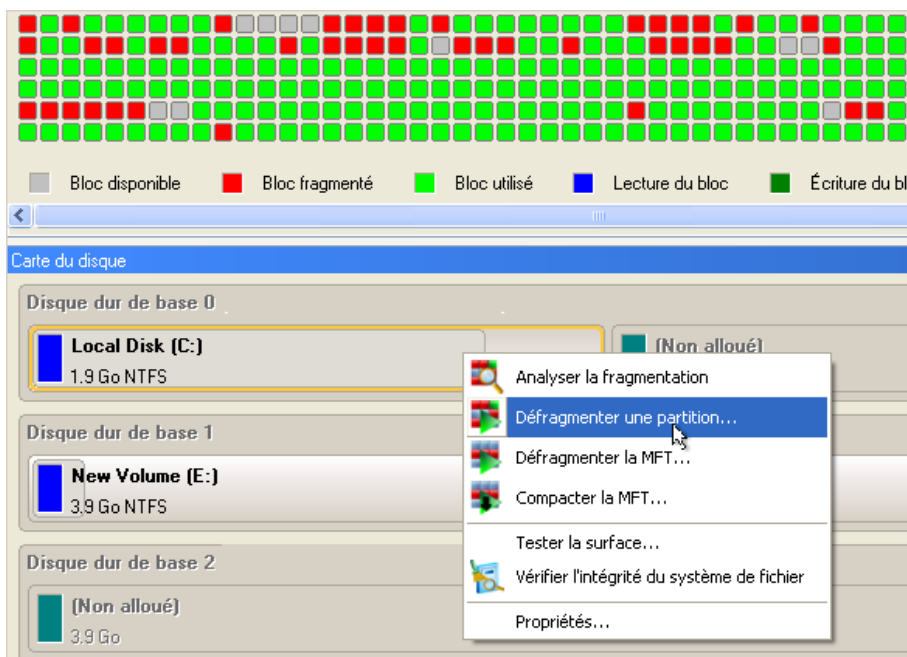 Bloc disponible Bloc fragmenté Bloc utilisé Lecture du bloc Écriture du bl
Carte du disque
Disque dur de base 0
Local Disk (C:)
1.9 Go NTFS
(Non alloué)
Analyser la fragmentation
Défragmenter une partition...
Défragmenter la MFT...
Compacter la MFT...
Tester la surface...
Vérifier l'intégrité du système de fichier
Propriétés...
Disque dur de base 1
New Volume (E:)
3.9 Go NTFS
Disque dur de base 2
(Non alloué)
3.9 Go